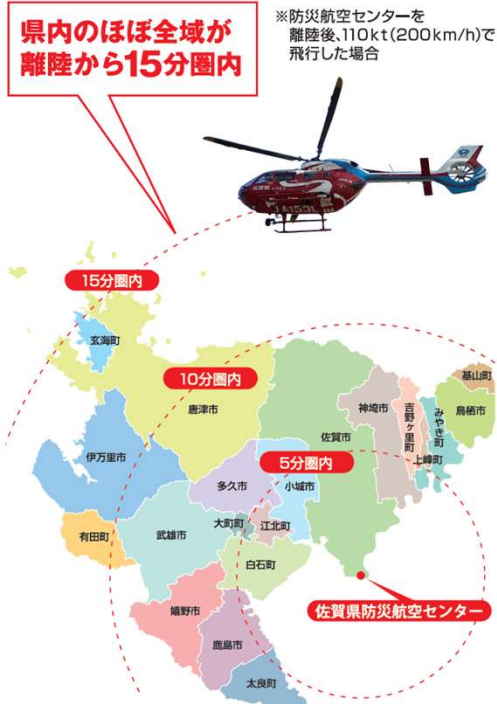 県内のほぼ全域が
離陸から15分圏内
※防災航空センターを
離陸後、110kt(200km/h)で
飛行した場合
15分圏内
玄海町
10分圏内
唐津市
伊万里市
有田町
武雄市
多久市
5分圏内
小城市
大町町
江北町
白石町
佐賀市
神埼市
吉野ヶ里町
みやき町
上峰町
基山町
鳥栖市
嬉野市
鹿島市
太良町
佐賀県防災航空センター